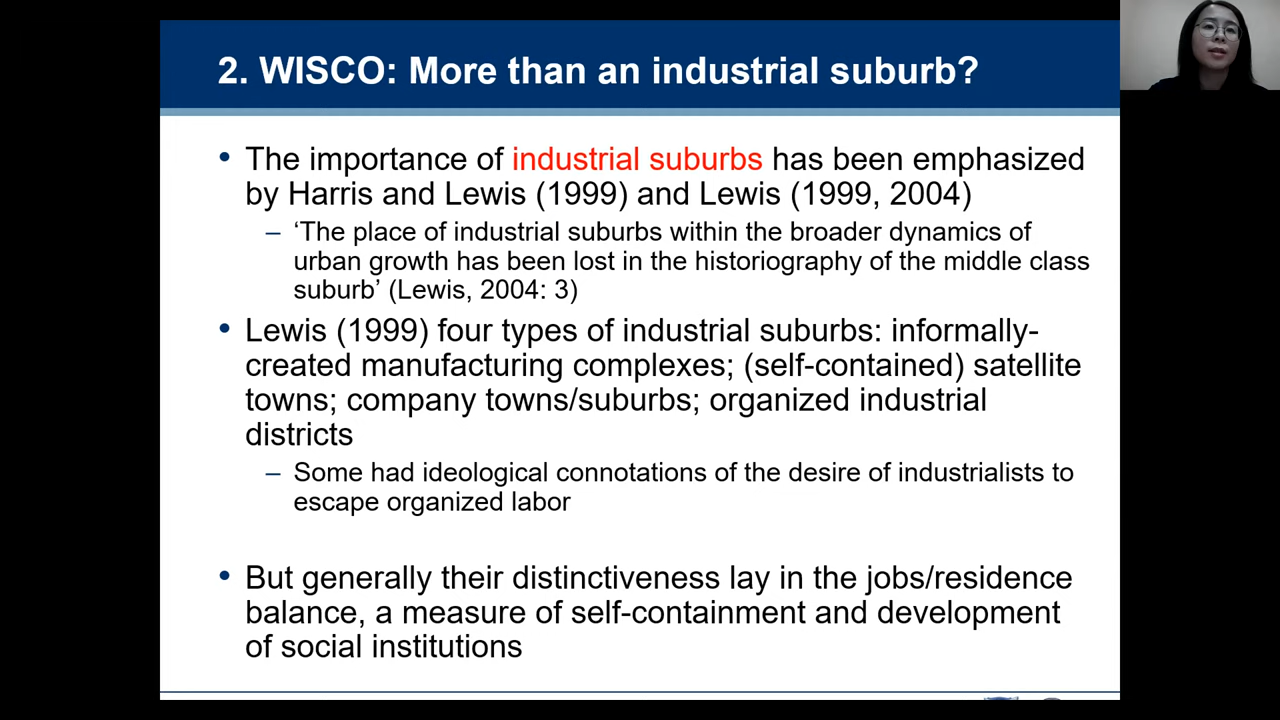 2. WISCO: More than an industrial suburb?
• The importance of industrial suburbs has been emphasized
by Harris and Lewis (1999) and Lewis (1999, 2004)
– ‘The place of industrial suburbs within the broader dynamics of
urban growth has been lost in the historiography of the middle class
suburb’ (Lewis, 2004: 3)
• Lewis (1999) four types of industrial suburbs: informally-
created manufacturing complexes; (self-contained) satellite
towns; company towns/suburbs; organized industrial
districts
– Some had ideological connotations of the desire of industrialists to
escape organized labor
• But generally their distinctiveness lay in the jobs/residence
balance, a measure of self-containment and development
of social institutions